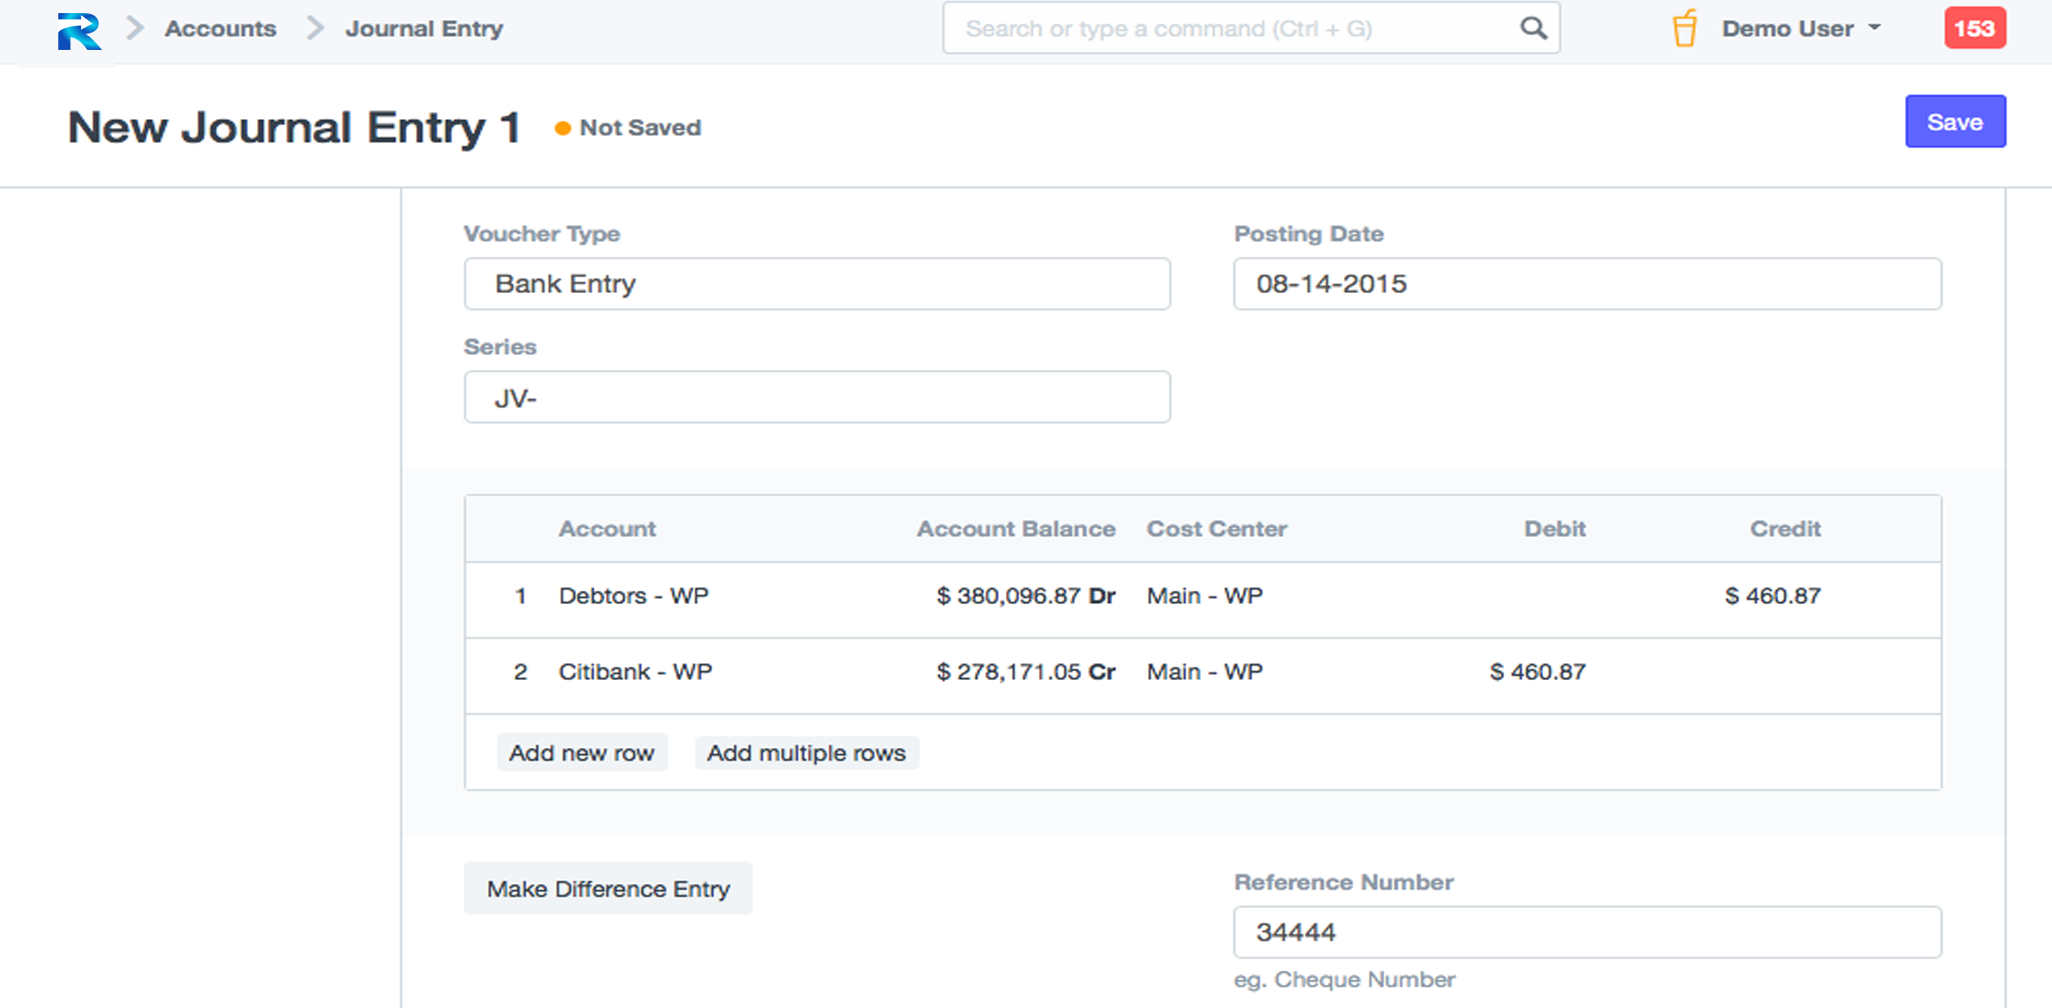 Accounts Journal Entry Search or type a command (Ctrl + G) Demo User 153
New Journal Entry 1 Not Saved Save
Voucher Type Posting Date
Bank Entry 08-14-2015
Series
JV-
Account Account Balance Cost Center Debit Credit
1 Debtors - WP $ 380,096.87 Dr Main - WP $ 460.87
2 Citibank - WP $ 278,171.05 Cr Main - WP $ 460.87
Add new row Add multiple rows
Make Difference Entry Reference Number
34444
eg. Cheque Number